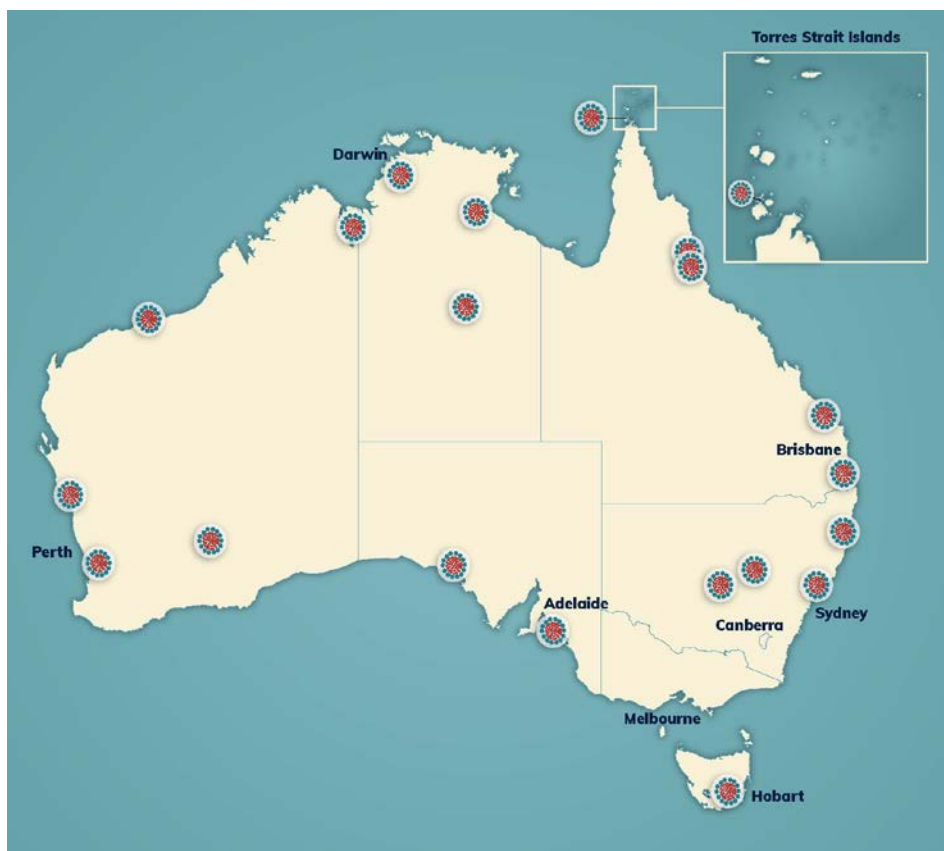 Torres Strait Islands
Darwin
Brisbane
Perth
Adelaide
Canberra
Sydney
Melbourne
Hobart